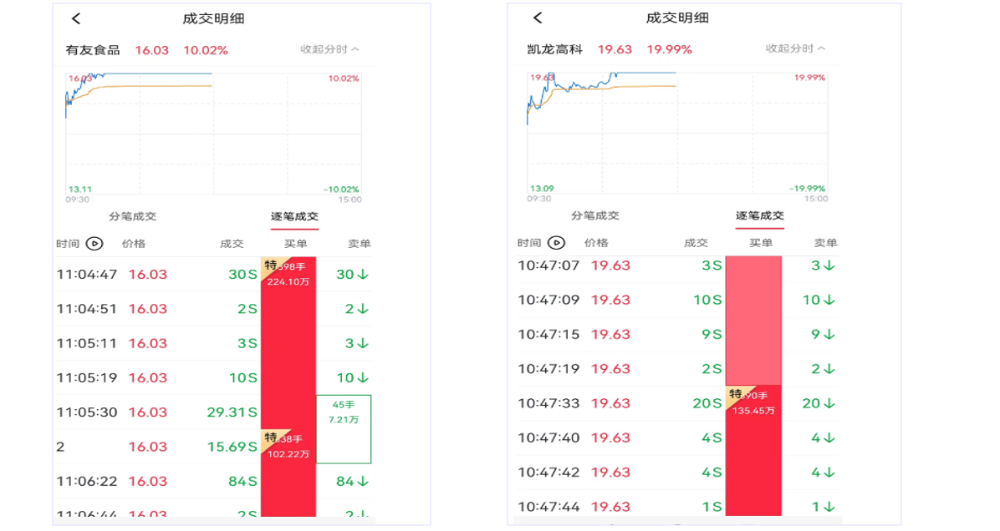 成交明细
有友食品 16.03 10.02% 收起分时
16.03 10.02%
13.11 -10.02%
09:30 15:00
分笔成交 逐笔成交
时间 价格 成交 买单 卖单
特 398手
224.10万
11:04:47 16.03 30S 30↓
11:04:51 16.03 2S 2↓
11:05:11 16.03 3S 3↓
11:05:19 16.03 10S 10↓
45手
7.21万
11:05:30 16.03 29.31S
特 638手
102.22万
2 16.03 15.69S
11:06:22 16.03 84S 84↓
11:06:44 16.03 2S 2↓
成交明细
凯龙高科 19.63 19.99% 收起分时
19.63 19.99%
13.09 -19.99%
09:30 15:00
分笔成交 逐笔成交
时间 价格 成交 买单 卖单
10:47:07 19.63 3S 3↓
10:47:09 19.63 10S 10↓
10:47:15 19.63 9S 9↓
10:47:19 19.63 2S 2↓
特 90手
135.45万
10:47:33 19.63 20S 20↓
10:47:40 19.63 4S 4↓
10:47:42 19.63 4S 4↓
10:47:44 19.63 1S 1↓